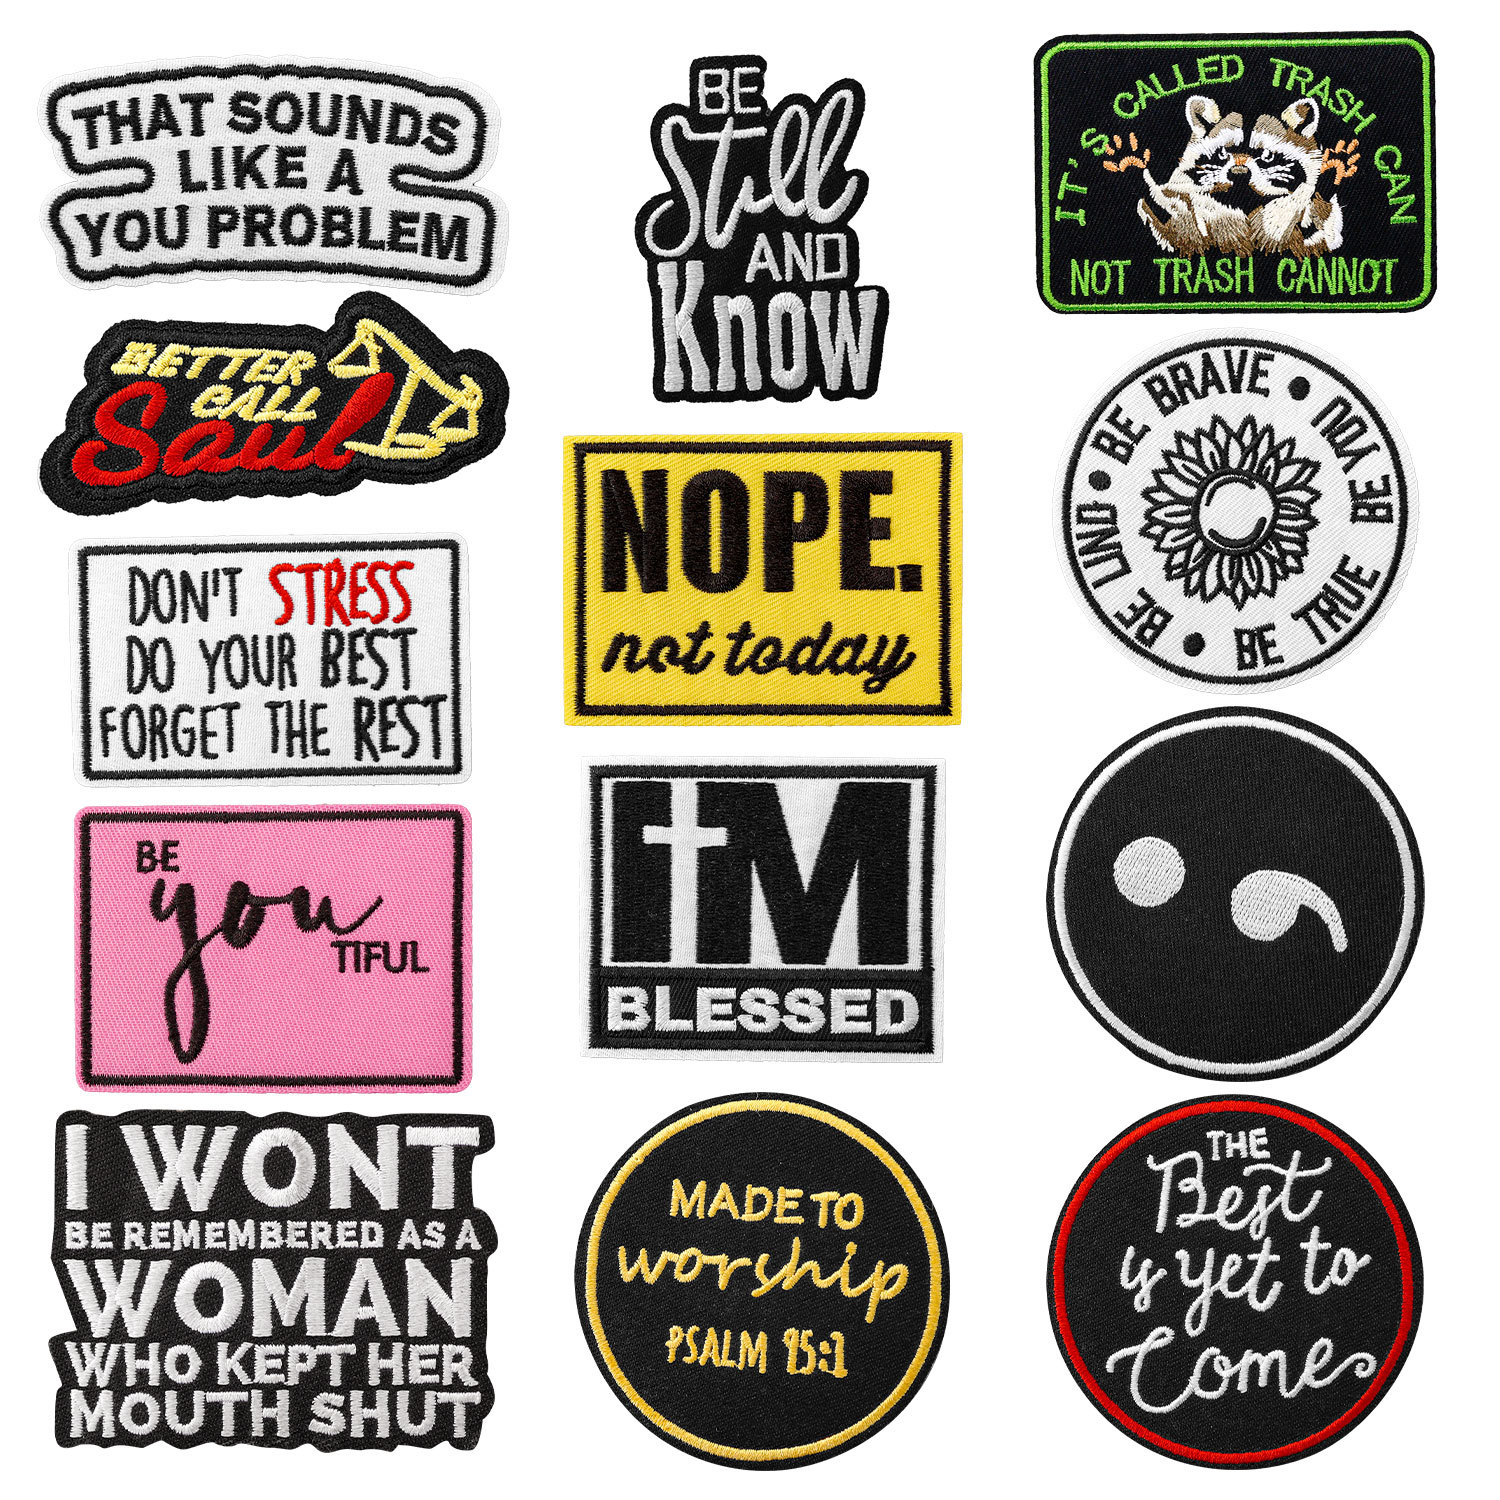 THAT SOUNDS
LIKE A
YOU PROBLEM
BETTER
CALL
Saul
DON'T STRESS
DO YOUR BEST
FORGET THE REST
BE
you
TIFUL
I WONT
BE REMEMBERED AS A
WOMAN
WHO KEPT HER
MOUTH SHUT
BE
Still
AND
Know
NOPE.
not today
I'M
BLESSED
MADE TO
worship
PSALM 95:1
IT'S CALLED TRASH CAN
NOT TRASH CANNOT
BE BRAVE • BE YOU • BE TRUE • BE KIND •
;
THE
Best
is yet to
Come